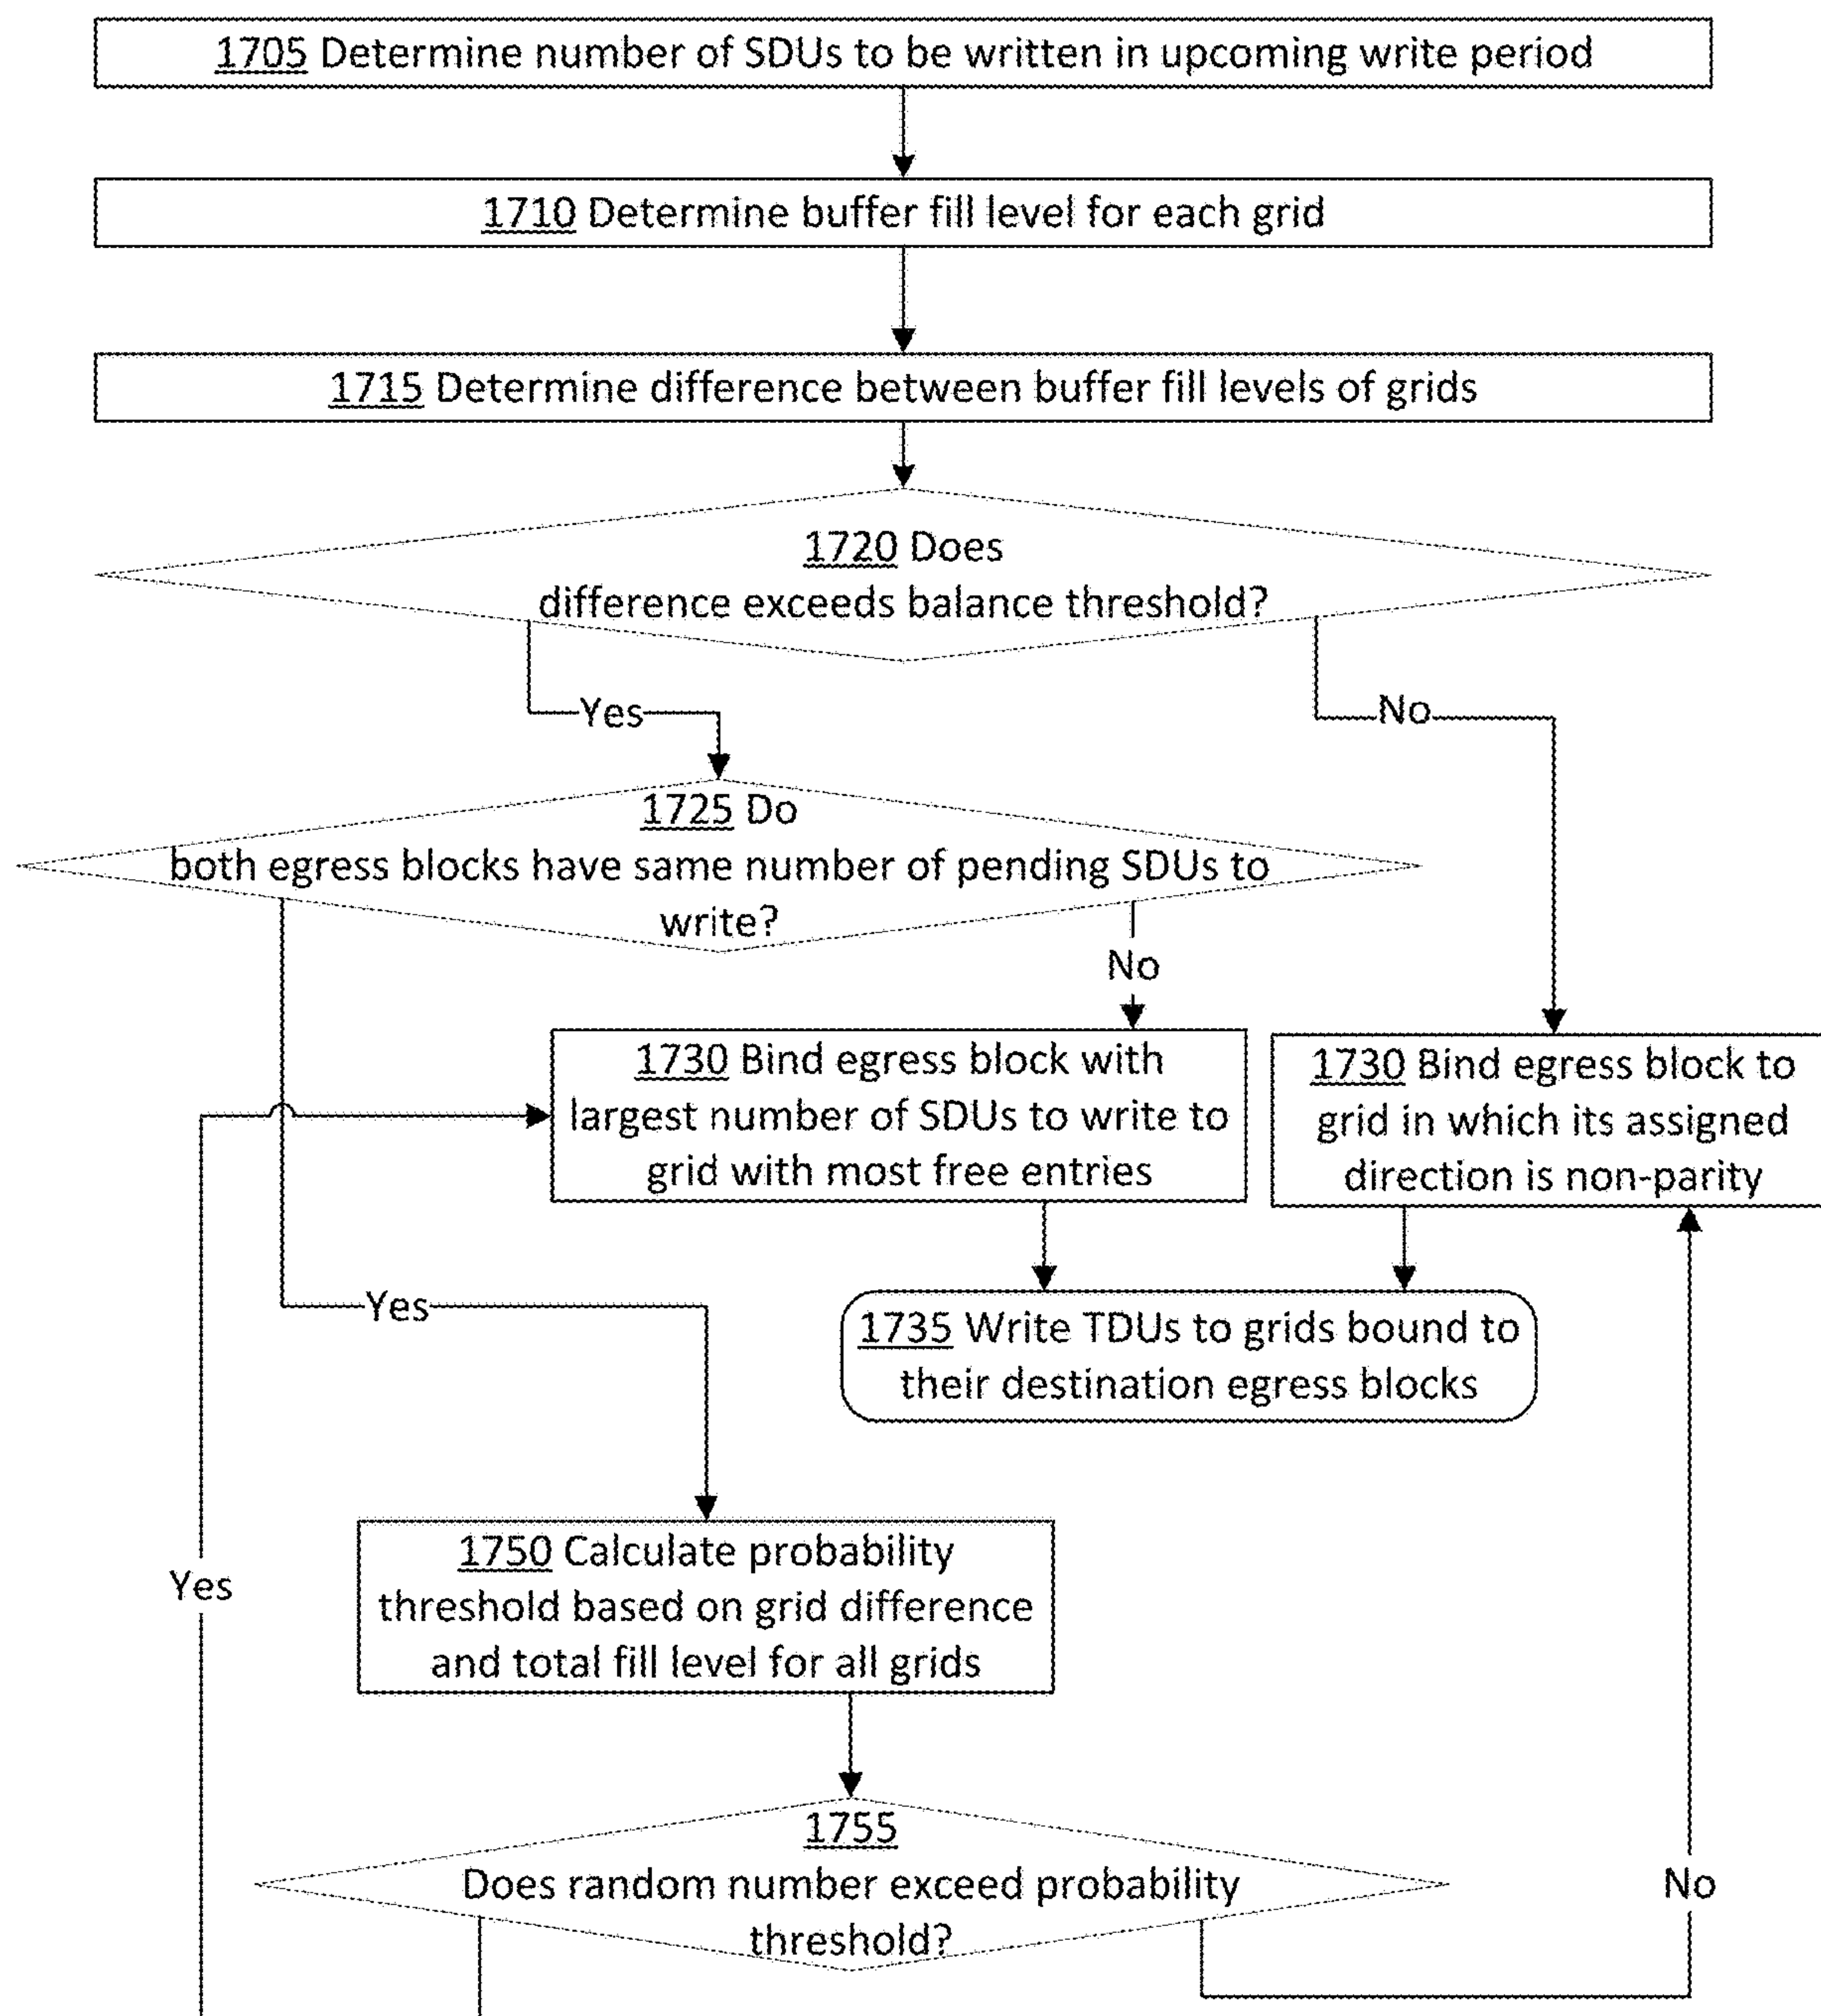 1705 Determine number of SDUs to be written in upcoming write period
1710 Determine buffer fill level for each grid
1715 Determine difference between buffer fill levels of grids
1720 Does
difference exceeds balance threshold?
Yes
No
1725 Do
both egress blocks have same number of pending SDUs to
write?
No
1730 Bind egress block with
largest number of SDUs to write to
grid with most free entries
1730 Bind egress block to
grid in which its assigned
direction is non-parity
Yes
1735 Write TDUs to grids bound to
their destination egress blocks
1750 Calculate probability
threshold based on grid difference
and total fill level for all grids
Yes
1755
Does random number exceed probability
threshold?
No